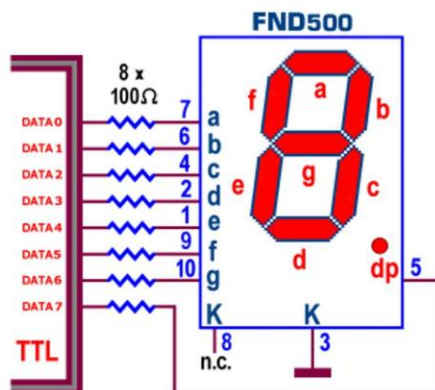 FND500
8 x
100Ω
DATA0 7 a
DATA1 6 b
DATA2 4 c
DATA3 2 d
DATA4 1 e
DATA5 9 f
DATA6 10 g
DATA7
TTL
a
f b
g
e c
d
dp 5
K K
8 3
n.c.